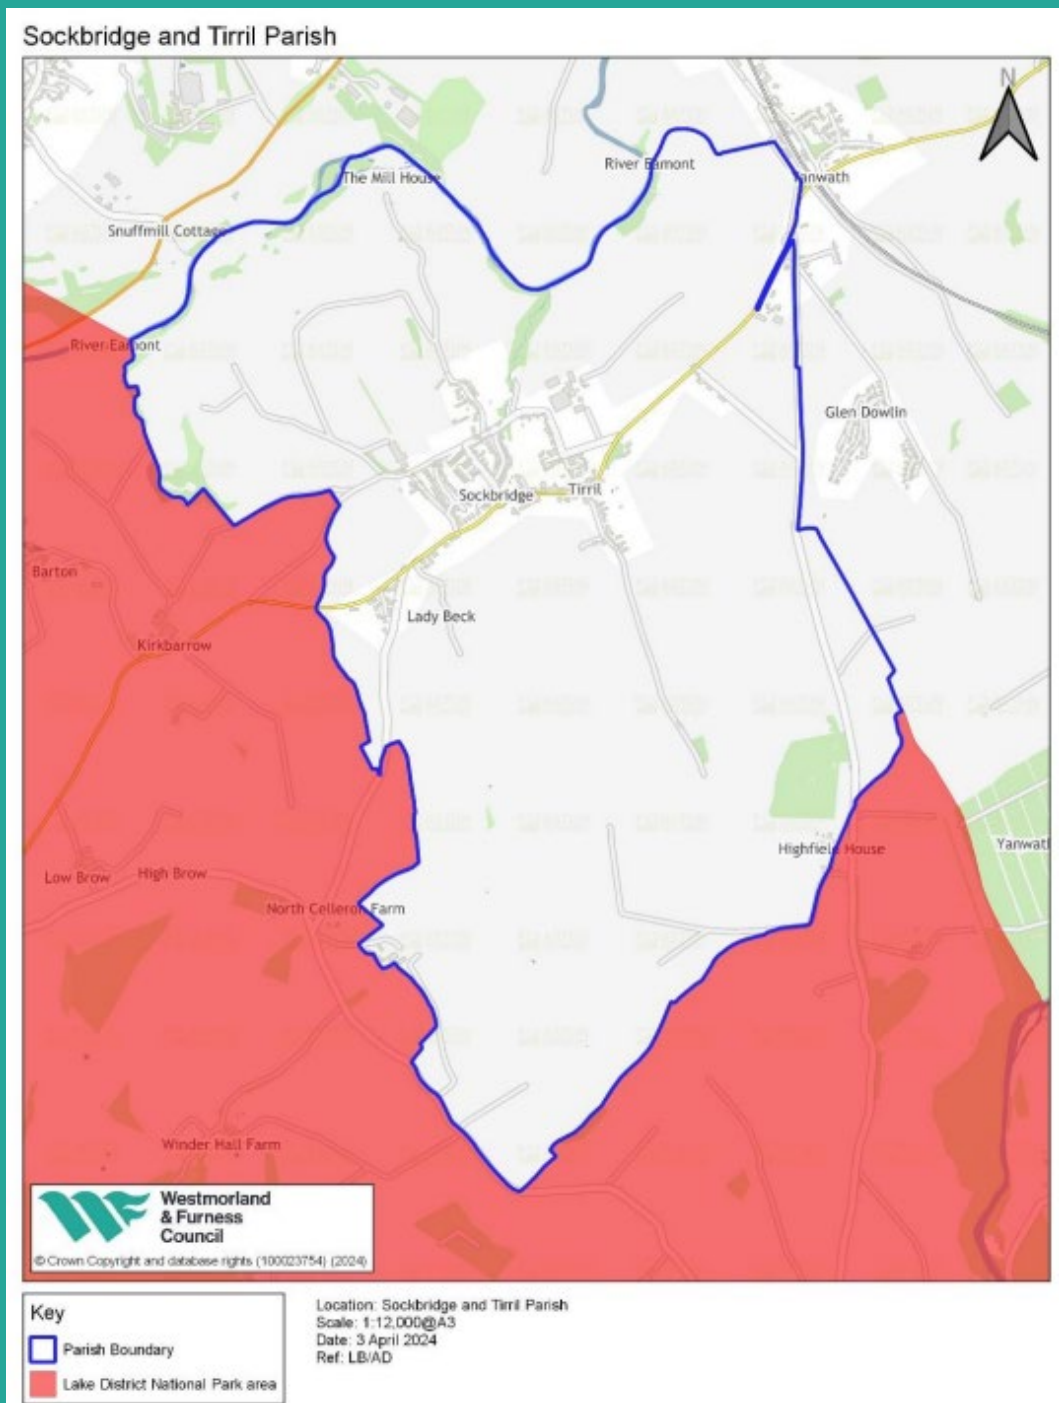 Sockbridge and Tirril Parish
N
The Mill House
River Eamont
Yanwath
Snuffmill Cottage
River Eamont
Glen Dowlin
Sockbridge
Tirril
Barton
Lady Beck
Kirkbarrow
Highfield House
Yanwath
Low Brow
High Brow
North Celleron Farm
Winder Hall Farm
Westmorland
& Furness
Council
© Crown Copyright and database rights (100023754) (2024)
Key
Parish Boundary
Lake District National Park area
Location: Sockbridge and Tirril Parish
Scale: 1:12,000@A3
Date: 3 April 2024
Ref: LB/AD